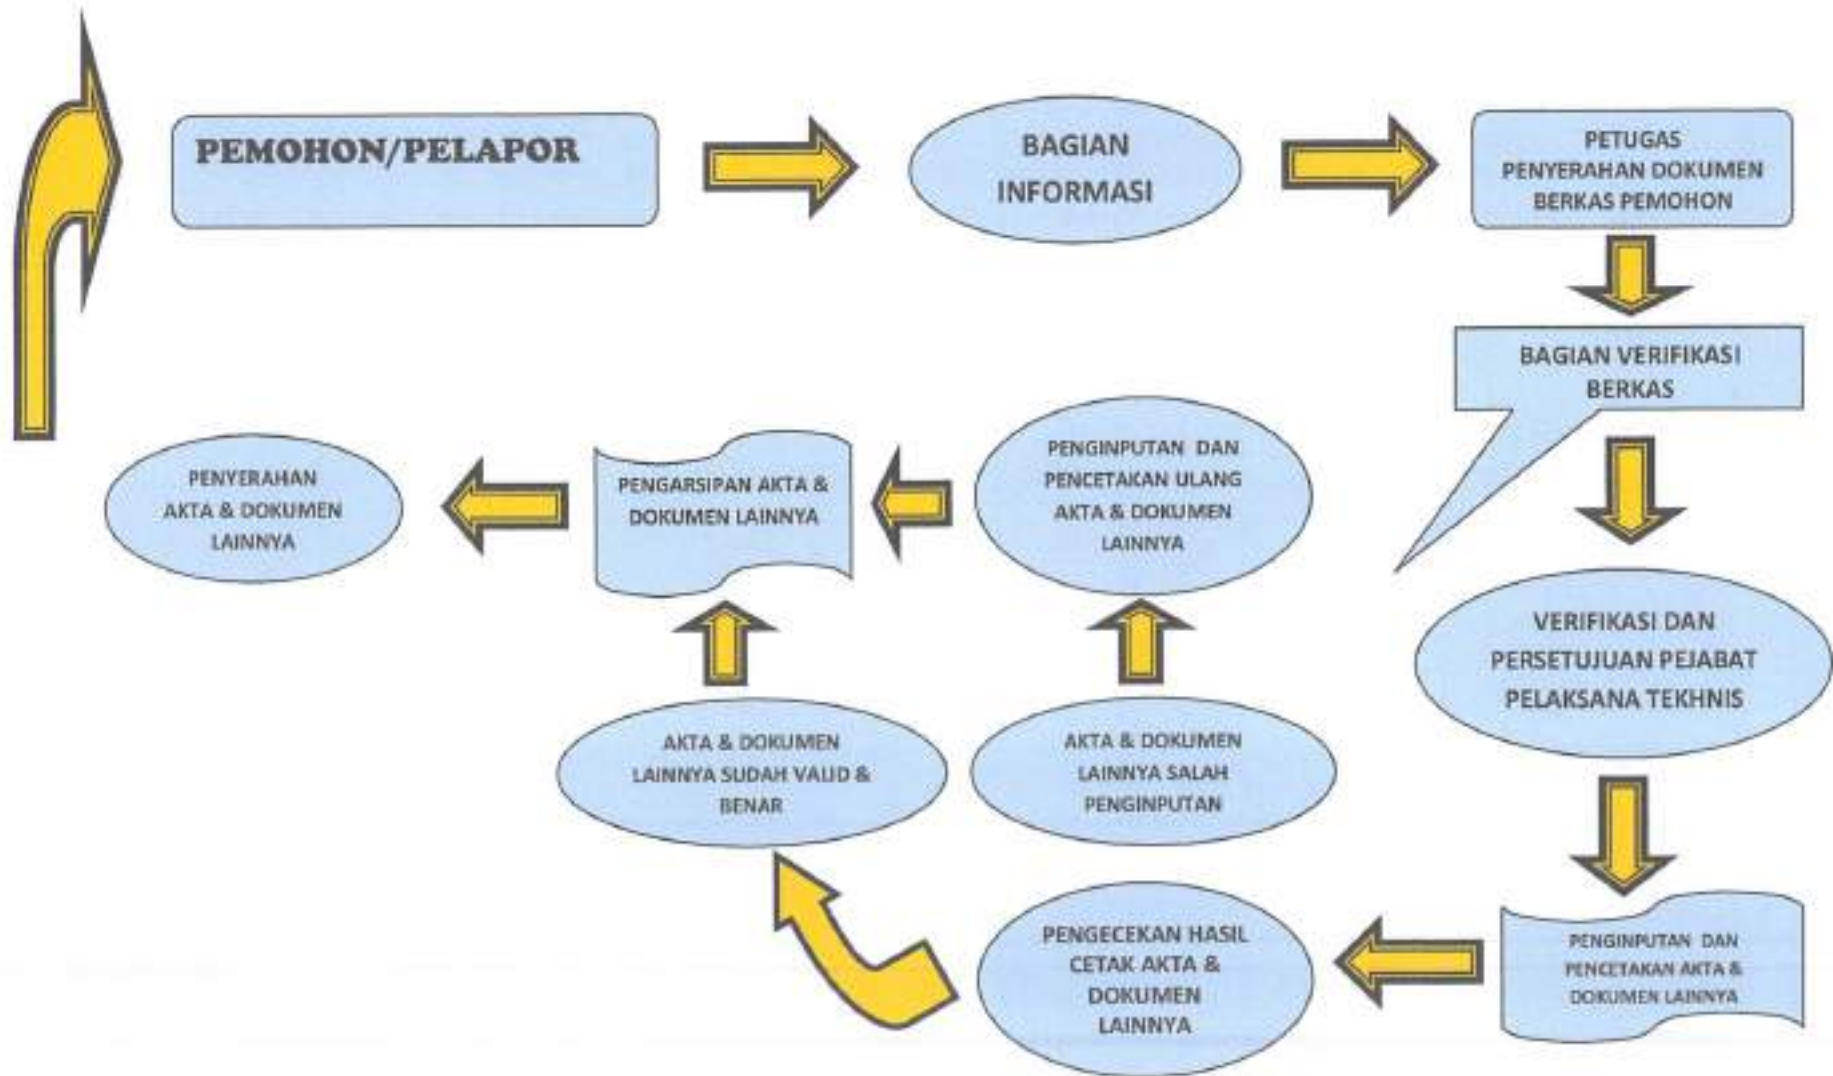 PEMOHON/PELAPOR
BAGIAN
INFORMASI
PETUGAS
PENYERAHAN DOKUMEN
BERKAS PEMOHON
BAGIAN VERIFIKASI
BERKAS
VERIFIKASI DAN
PERSETUJUAN PEJABAT
PELAKSANA TEKHNIS
PENGINPUTAN DAN
PENCETAKAN AKTA &
DOKUMEN LAINNYA
PENGECEKAN HASIL
CETAK AKTA &
DOKUMEN
LAINNYA
AKTA & DOKUMEN
LAINNYA SUDAH VALID &
BENAR
AKTA & DOKUMEN
LAINNYA SALAH
PENGINPUTAN
PENGINPUTAN DAN
PENCETAKAN ULANG
AKTA & DOKUMEN
LAINNYA
PENGARSIPAN AKTA &
DOKUMEN LAINNYA
PENYERAHAN
AKTA & DOKUMEN
LAINNYA